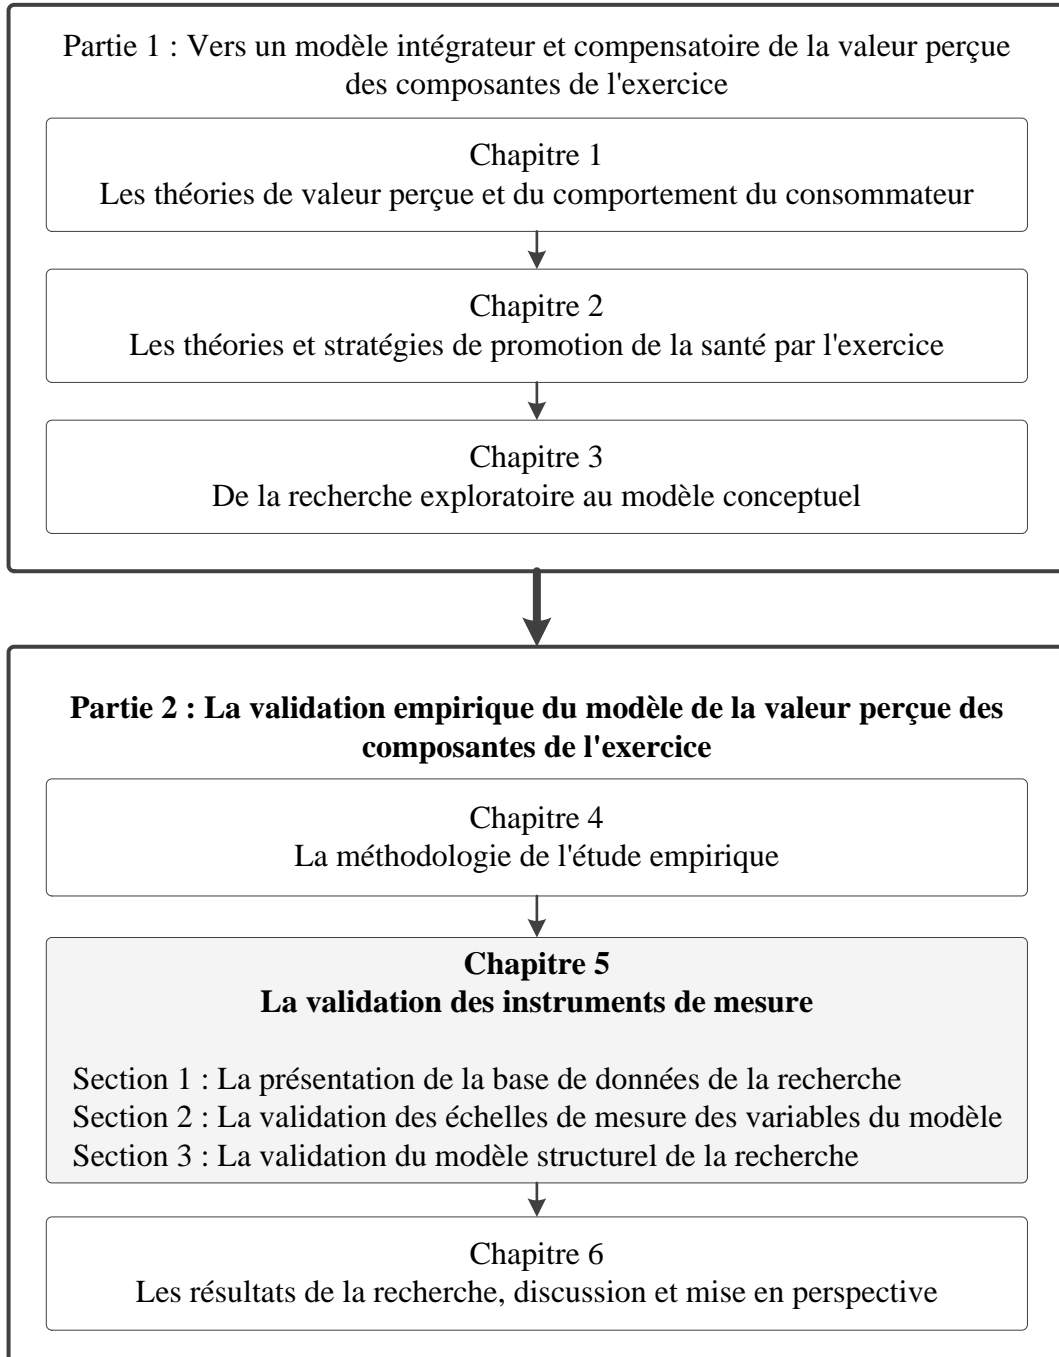 Partie 1 : Vers un modèle intégrateur et compensatoire de la valeur perçue
des composantes de l'exercice
Chapitre 1
Les théories de valeur perçue et du comportement du consommateur
Chapitre 2
Les théories et stratégies de promotion de la santé par l'exercice
Chapitre 3
De la recherche exploratoire au modèle conceptuel
Partie 2 : La validation empirique du modèle de la valeur perçue des
composantes de l'exercice
Chapitre 4
La méthodologie de l'étude empirique
Chapitre 5
La validation des instruments de mesure
Section 1 : La présentation de la base de données de la recherche
Section 2 : La validation des échelles de mesure des variables du modèle
Section 3 : La validation du modèle structurel de la recherche
Chapitre 6
Les résultats de la recherche, discussion et mise en perspective